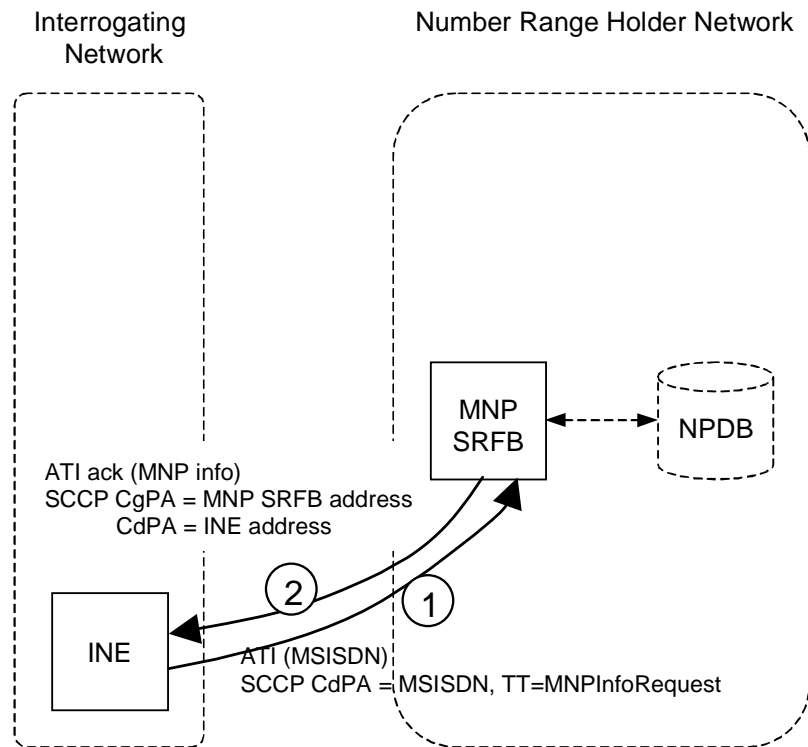 Interrogating
Network
Number Range Holder Network
MNP
SRFB
NPDB
ATI ack (MNP info)
SCCP CgPA = MNP SRFB address
CdPA = INE address
2
1
INE
ATI (MSISDN)
SCCP CdPA = MSISDN, TT=MNPInfoRequest